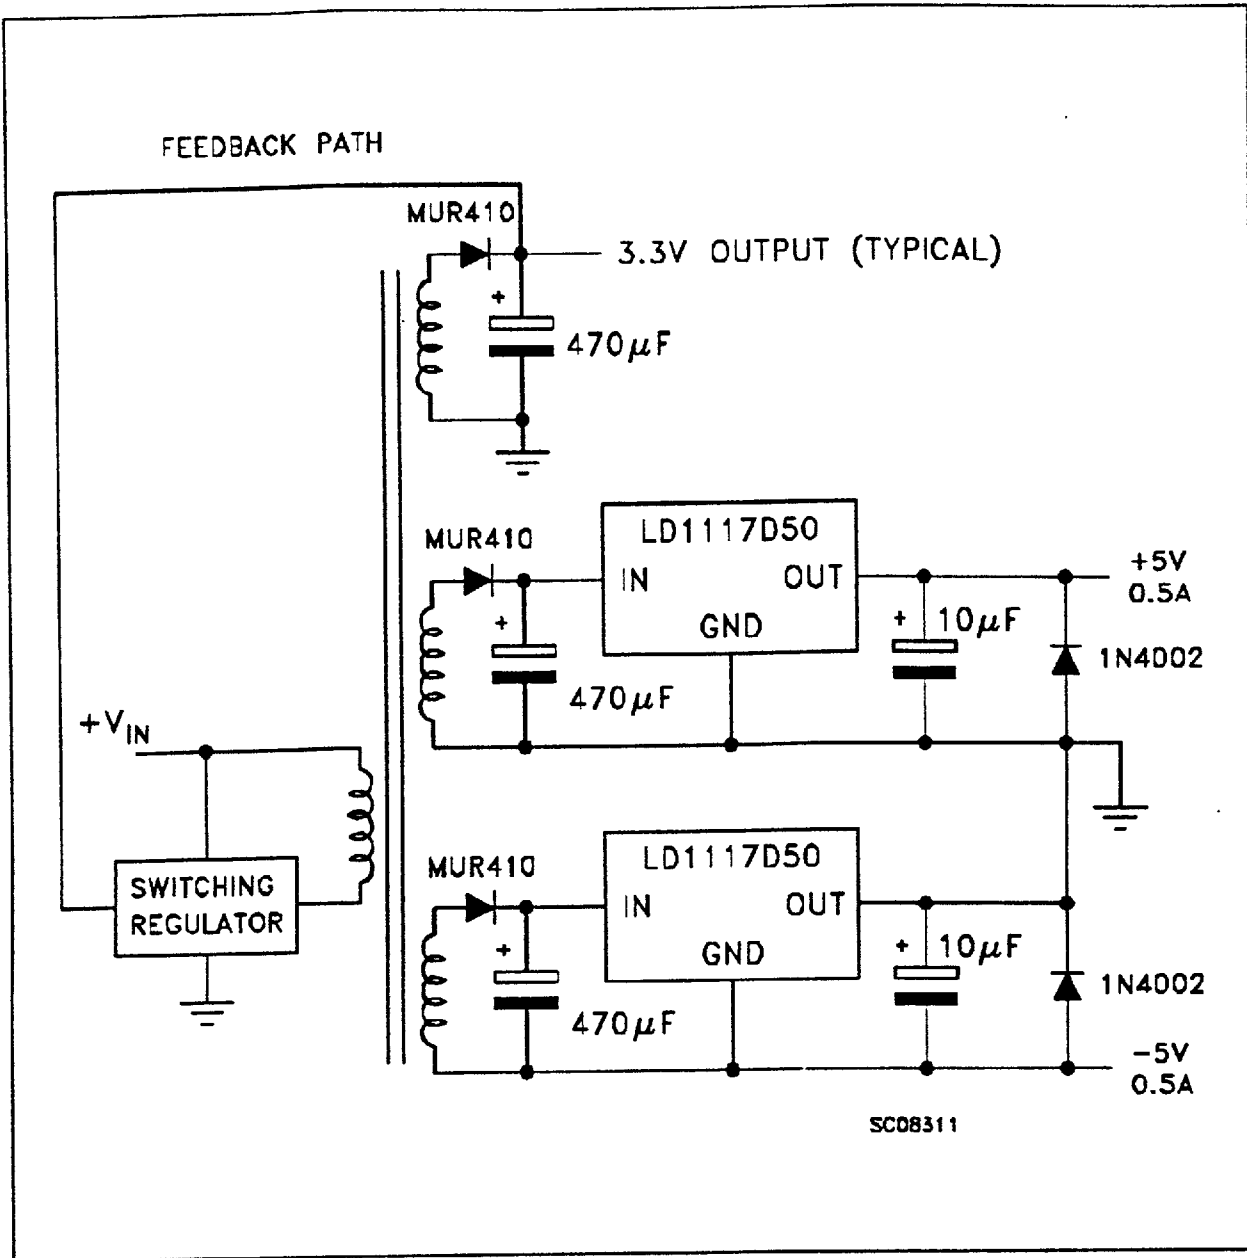 FEEDBACK PATH
MUR410
3.3V OUTPUT (TYPICAL)
+
470μF
MUR410
LD1117D50
IN
OUT
GND
+
470μF
+
10μF
+5V
0.5A
1N4002
+VIN
SWITCHING
REGULATOR
MUR410
LD1117D50
IN
OUT
GND
+
470μF
+
10μF
1N4002
-5V
0.5A
SC08311